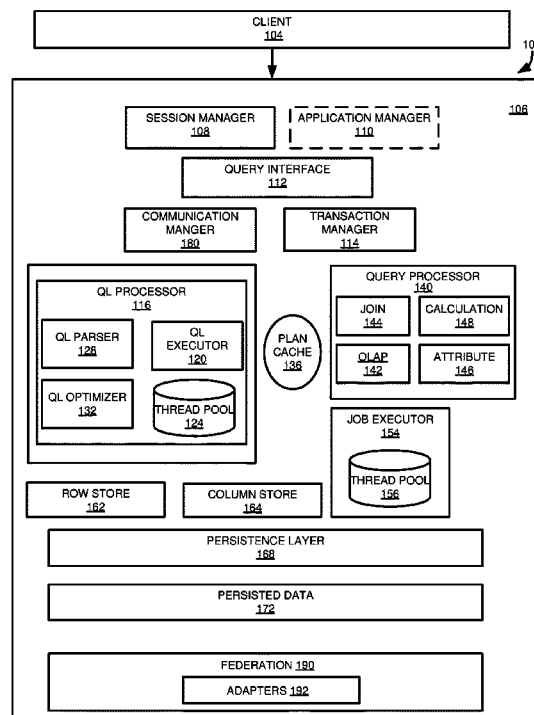 CLIENT
104
10
106
SESSION MANAGER
108
APPLICATION MANAGER
110
QUERY INTERFACE
112
COMMUNICATION
MANGER
180
TRANSACTION
MANAGER
114
QL PROCESSOR
116
QL PARSER
128
QL
EXECUTOR
120
QL OPTIMIZER
132
THREAD POOL
124
PLAN
CACHE
136
QUERY PROCESSOR
140
JOIN
144
CALCULATION
148
OLAP
142
ATTRIBUTE
146
JOB EXECUTOR
154
THREAD POOL
156
ROW STORE
162
COLUMN STORE
164
PERSISTENCE LAYER
168
PERSISTED DATA
172
FEDERATION 190
ADAPTERS 192